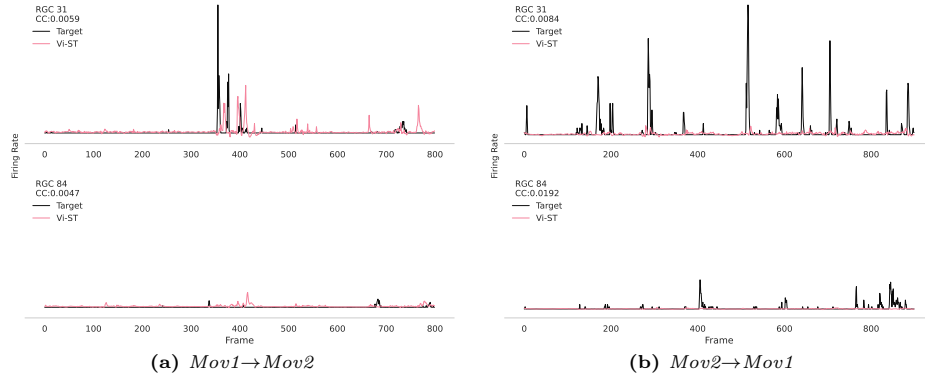 RGC 31
CC:0.0059
Target
Vi-ST
0 100 200 300 400 500 600 700 800
RGC 84
CC:0.0047
Target
Vi-ST
0 100 200 300 400 500 600 700 800
Frame
Firing Rate
(a) Mov1→Mov2
RGC 31
CC:0.0084
Target
Vi-ST
0 200 400 600 800
RGC 84
CC:0.0192
Target
Vi-ST
0 200 400 600 800
Frame
Firing Rate
(b) Mov2→Mov1